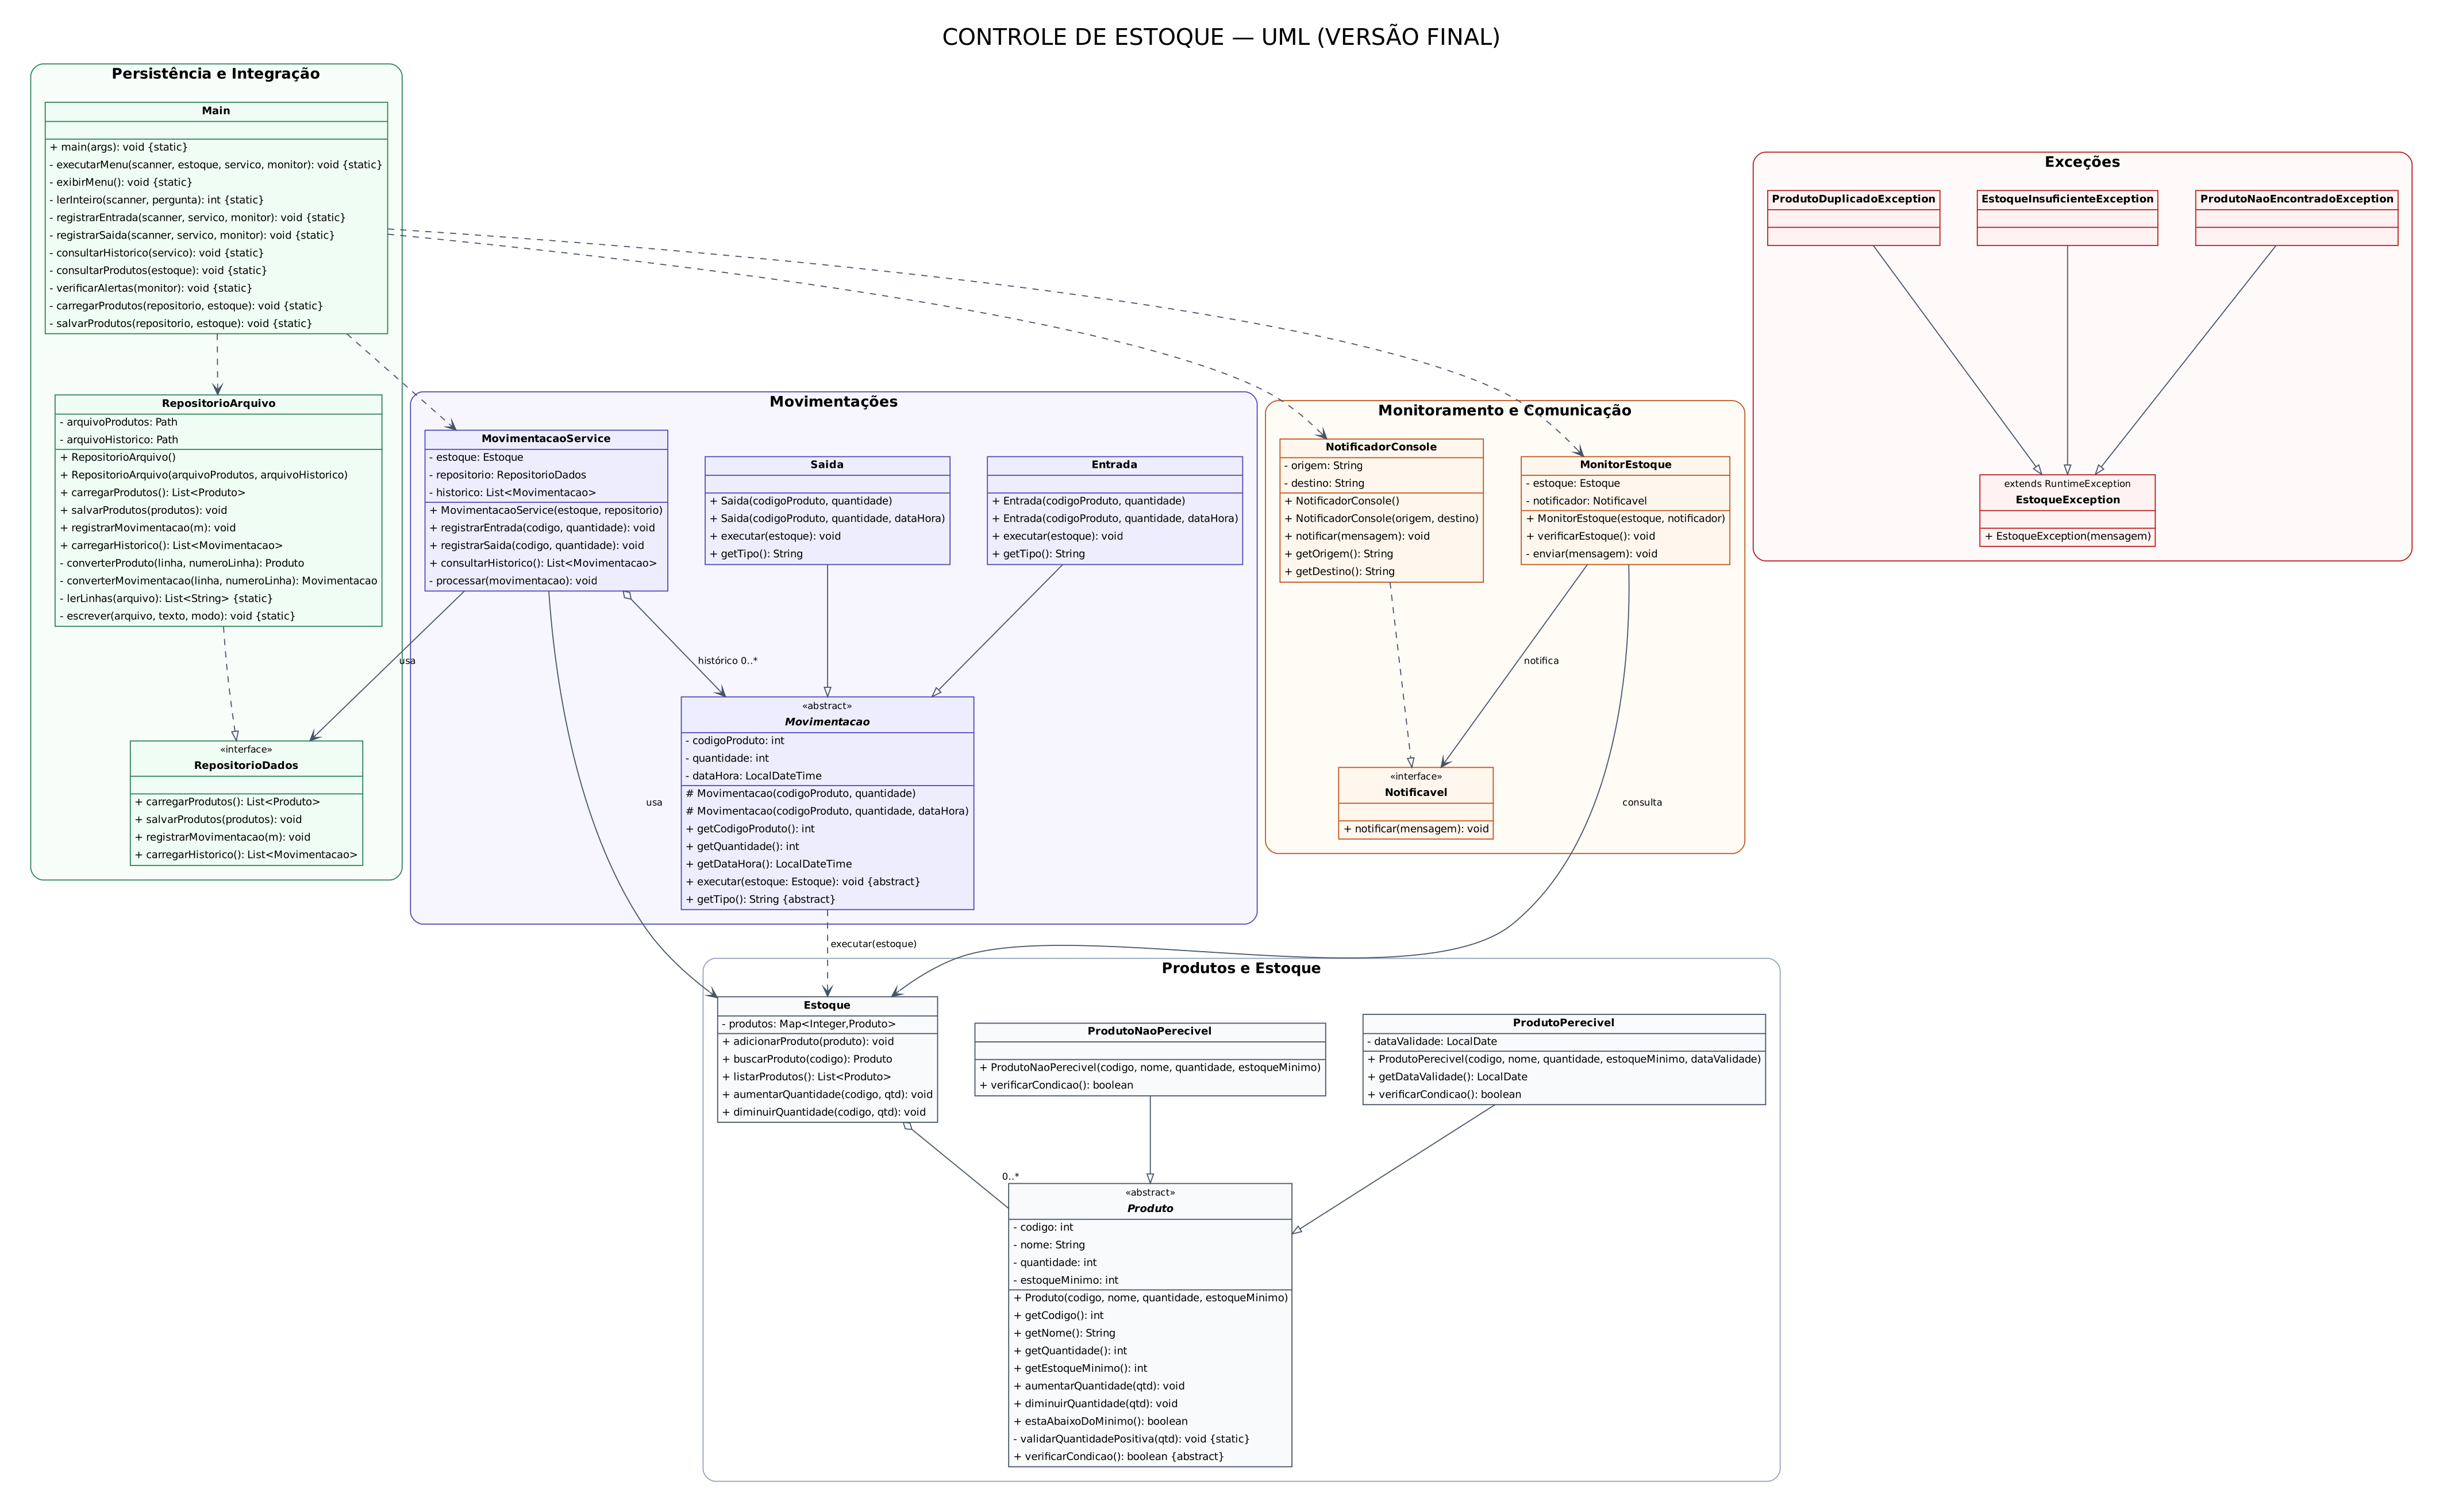 CONTROLE DE ESTOQUE — UML (VERSÃO FINAL)
Persistência e Integração
Main
+ main(args): void {static}
- executarMenu(scanner, estoque, servico, monitor): void {static}
- exibirMenu(): void {static}
- lerInteiro(scanner, pergunta): int {static}
- registrarEntrada(scanner, servico, monitor): void {static}
- registrarSaida(scanner, servico, monitor): void {static}
- consultarHistorico(servico): void {static}
- consultarProdutos(estoque): void {static}
- verificarAlertas(monitor): void {static}
- carregarProdutos(repositorio, estoque): void {static}
- salvarProdutos(repositorio, estoque): void {static}
RepositorioArquivo
- arquivoProdutos: Path
- arquivoHistorico: Path
+ RepositorioArquivo()
+ RepositorioArquivo(arquivoProdutos, arquivoHistorico)
+ carregarProdutos(): List<Produto>
+ salvarProdutos(produtos): void
+ registrarMovimentacao(m): void
+ carregarHistorico(): List<Movimentacao>
- converterProduto(linha, numeroLinha): Produto
- converterMovimentacao(linha, numeroLinha): Movimentacao
- lerLinhas(arquivo): List<String> {static}
- escrever(arquivo, texto, modo): void {static}
usa
«interface»
RepositorioDados
+ carregarProdutos(): List<Produto>
+ salvarProdutos(produtos): void
+ registrarMovimentacao(m): void
+ carregarHistorico(): List<Movimentacao>
Movimentações
MovimentacaoService
- estoque: Estoque
- repositorio: RepositorioDados
- historico: List<Movimentacao>
+ MovimentacaoService(estoque, repositorio)
+ registrarEntrada(codigo, quantidade): void
+ registrarSaida(codigo, quantidade): void
+ consultarHistorico(): List<Movimentacao>
- processar(movimentacao): void
Saida
+ Saida(codigoProduto, quantidade)
+ Saida(codigoProduto, quantidade, dataHora)
+ executar(estoque): void
+ getTipo(): String
Entrada
+ Entrada(codigoProduto, quantidade)
+ Entrada(codigoProduto, quantidade, dataHora)
+ executar(estoque): void
+ getTipo(): String
histórico 0..*
usa
«abstract»
Movimentacao
- codigoProduto: int
- quantidade: int
- dataHora: LocalDateTime
# Movimentacao(codigoProduto, quantidade)
# Movimentacao(codigoProduto, quantidade, dataHora)
+ getCodigoProduto(): int
+ getQuantidade(): int
+ getDataHora(): LocalDateTime
+ executar(estoque: Estoque): void {abstract}
+ getTipo(): String {abstract}
executar(estoque)
Monitoramento e Comunicação
NotificadorConsole
- origem: String
- destino: String
+ NotificadorConsole()
+ NotificadorConsole(origem, destino)
+ notificar(mensagem): void
+ getOrigem(): String
+ getDestino(): String
MonitorEstoque
- estoque: Estoque
- notificador: Notificavel
+ MonitorEstoque(estoque, notificador)
+ verificarEstoque(): void
- enviar(mensagem): void
notifica
consulta
«interface»
Notificavel
+ notificar(mensagem): void
Exceções
ProdutoDuplicadoException
EstoqueInsuficienteException
ProdutoNaoEncontradoException
extends RuntimeException
EstoqueException
+ EstoqueException(mensagem)
Produtos e Estoque
Estoque
- produtos: Map<Integer,Produto>
+ adicionarProduto(produto): void
+ buscarProduto(codigo): Produto
+ listarProdutos(): List<Produto>
+ aumentarQuantidade(codigo, qtd): void
+ diminuirQuantidade(codigo, qtd): void
ProdutoNaoPerecivel
+ ProdutoNaoPerecivel(codigo, nome, quantidade, estoqueMinimo)
+ verificarCondicao(): boolean
ProdutoPerecivel
- dataValidade: LocalDate
+ ProdutoPerecivel(codigo, nome, quantidade, estoqueMinimo, dataValidade)
+ getDataValidade(): LocalDate
+ verificarCondicao(): boolean
0..*
«abstract»
Produto
- codigo: int
- nome: String
- quantidade: int
- estoqueMinimo: int
+ Produto(codigo, nome, quantidade, estoqueMinimo)
+ getCodigo(): int
+ getNome(): String
+ getQuantidade(): int
+ getEstoqueMinimo(): int
+ aumentarQuantidade(qtd): void
+ diminuirQuantidade(qtd): void
+ estaAbaixoDoMinimo(): boolean
- validarQuantidadePositiva(qtd): void {static}
+ verificarCondicao(): boolean {abstract}